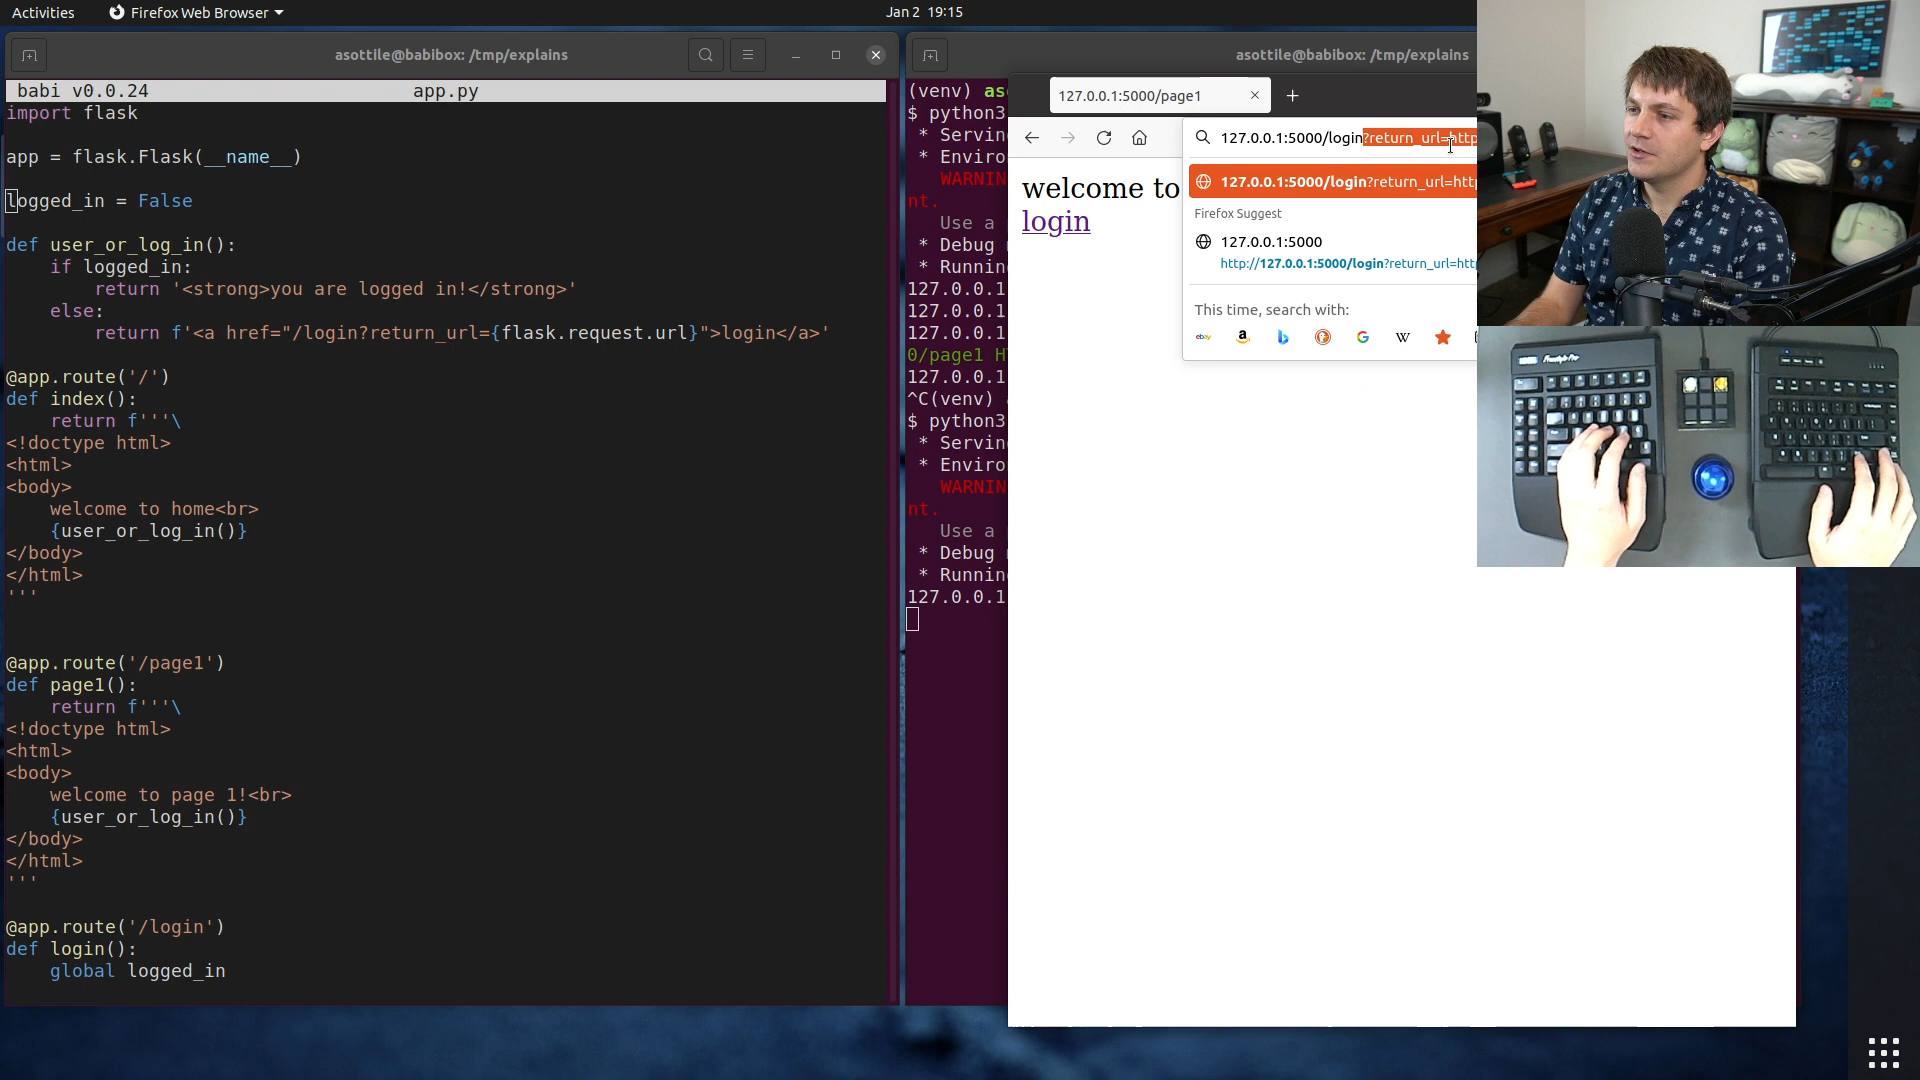 Activities
Firefox Web Browser
Jan 2 19:15
asottile@babibox: /tmp/explains
babi v0.0.24
app.py
import flask
app = flask.Flask(__name__)
logged_in = False
def user_or_log_in():
if logged_in:
return '<strong>you are logged in!</strong>'
else:
return f'<a href="/login?return_url={flask.request.url}">login</a>'
@app.route('/')
def index():
return f'''\
<!doctype html>
<html>
<body>
welcome to home<br>
{user_or_log_in()}
</body>
</html>
'''
@app.route('/page1')
def page1():
return f'''\
<!doctype html>
<html>
<body>
welcome to page 1!<br>
{user_or_log_in()}
</body>
</html>
'''
@app.route('/login')
def login():
global logged_in
asottile@babibox: /tmp/explains
(venv) aso
$ python3
* Servin
* Enviro
WARNIN
nt.
Use a
* Debug
* Runnin
127.0.0.1
127.0.0.1
127.0.0.1
0/page1 H
127.0.0.1
^C(venv)
$ python3
* Servin
* Enviro
WARNIN
nt.
Use a
* Debug
* Runnin
127.0.0.1
127.0.0.1:5000/page1
127.0.0.1:5000/login?return_url=http
127.0.0.1:5000/login?return_url=http
Firefox Suggest
127.0.0.1:5000
http://127.0.0.1:5000/login?return_url=http
This time, search with:
ebay
welcome to
login